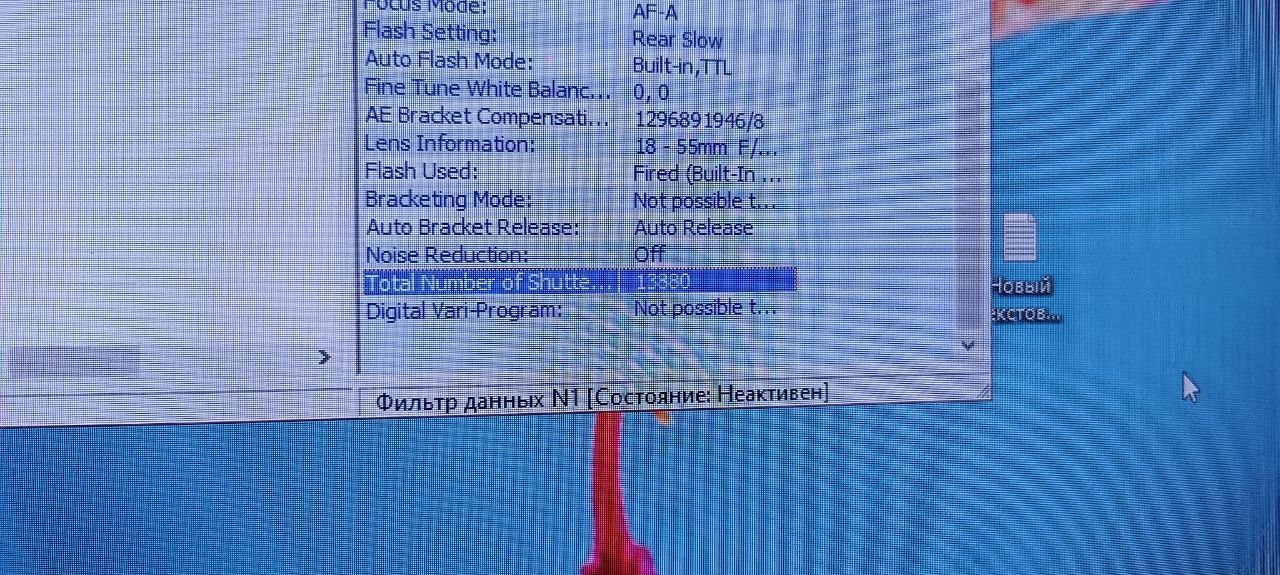 Focus Mode: AF-A
Flash Setting: Rear Slow
Auto Flash Mode: Built-in,TTL
Fine Tune White Balanc... 0, 0
AE Bracket Compensati... 1296891946/8
Lens Information: 18 - 55mm F/...
Flash Used: Fired (Built-In ...
Bracketing Mode: Not possible t...
Auto Bracket Release: Auto Release
Noise Reduction: Off
Total Number of Shutte... 13880
Digital Vari-Program: Not possible t...
Фильтр данных N1 [Состояние: Неактивен]
Новый
екстов...